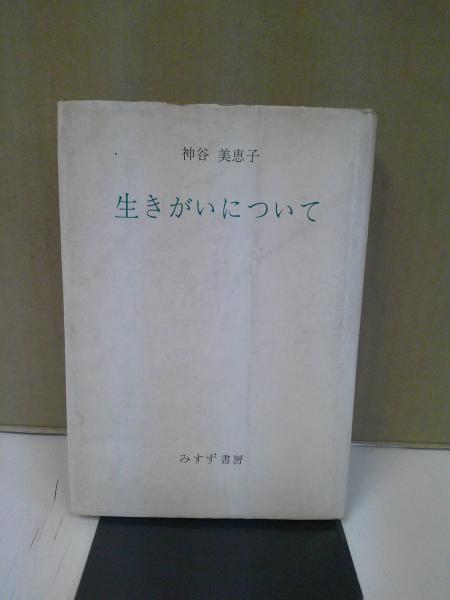 神谷 美恵子
生きがいについて
みすず書房